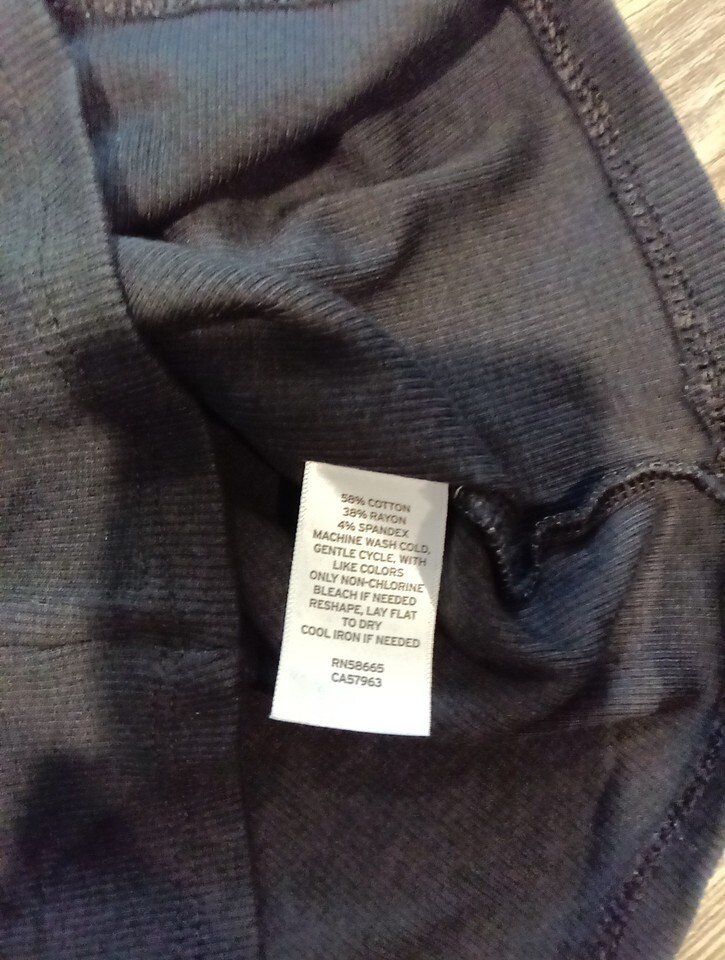 58% COTTON
38% RAYON
4% SPANDEX
MACHINE WASH COLD,
GENTLE CYCLE, WITH
LIKE COLORS
ONLY NON-CHLORINE
BLEACH IF NEEDED
RESHAPE, LAY FLAT
TO DRY
COOL IRON IF NEEDED
RN58665
CA57963